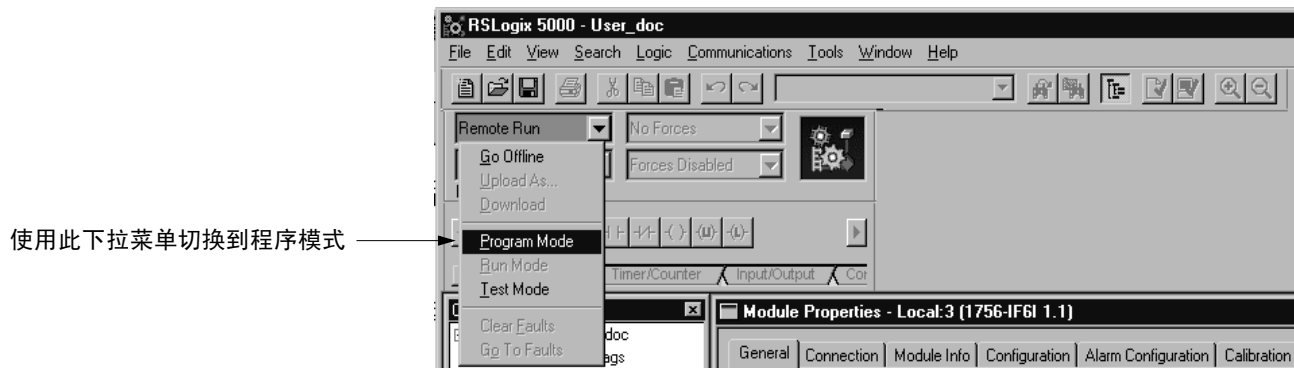 RSLogix 5000 - User_doc
File Edit View Search Logic Communications Tools Window Help
Remote Run
No Forces
Go Offline
Forces Disabled
Upload As...
Download
使用此下拉菜单切换到程序模式
Program Mode
Run Mode
Timer/Counter
Input/Output
Test Mode
Module Properties - Local:3 (1756-IF6I 1.1)
Clear Faults
Go To Faults
General Connection Module Info Configuration Alarm Configuration Calibration